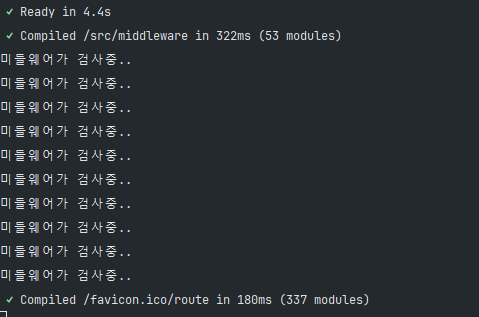 ✓ Ready in 4.4s
✓ Compiled /src/middleware in 322ms (53 modules)
미들웨어가 검사중..
미들웨어가 검사중..
미들웨어가 검사중..
미들웨어가 검사중..
미들웨어가 검사중..
미들웨어가 검사중..
미들웨어가 검사중..
미들웨어가 검사중..
미들웨어가 검사중..
미들웨어가 검사중..
✓ Compiled /favicon.ico/route in 180ms (337 modules)